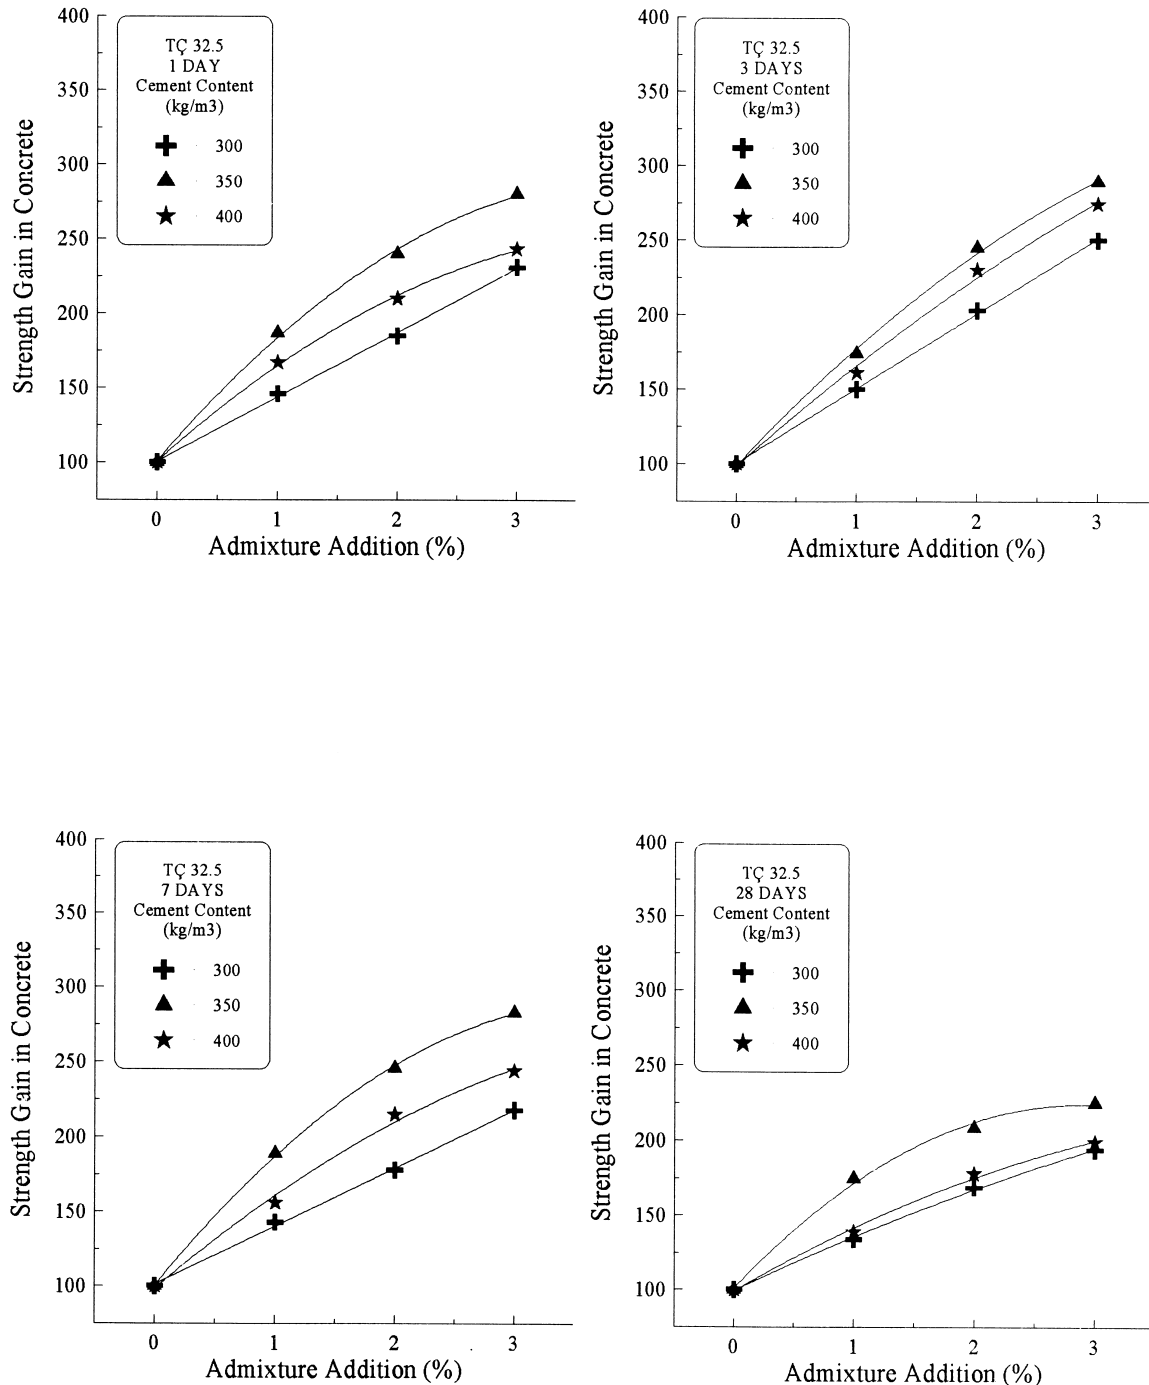 400
350
300
250
200
150
100
Strength Gain in Concrete
TÇ 32.5
1 DAY
Cement Content
(kg/m3)
300
350
400
0 1 2 3
Admixture Addition (%)
400
350
300
250
200
150
100
Strength Gain in Concrete
TÇ 32.5
3 DAYS
Cement Content
(kg/m3)
300
350
400
0 1 2 3
Admixture Addition (%)
400
350
300
250
200
150
100
Strength Gain in Concrete
TÇ 32.5
7 DAYS
Cement Content
(kg/m3)
300
350
400
0 1 2 3
Admixture Addition (%)
400
350
300
250
200
150
100
Strength Gain in Concrete
TÇ 32.5
28 DAYS
Cement Content
(kg/m3)
300
350
400
0 1 2 3
Admixture Addition (%)